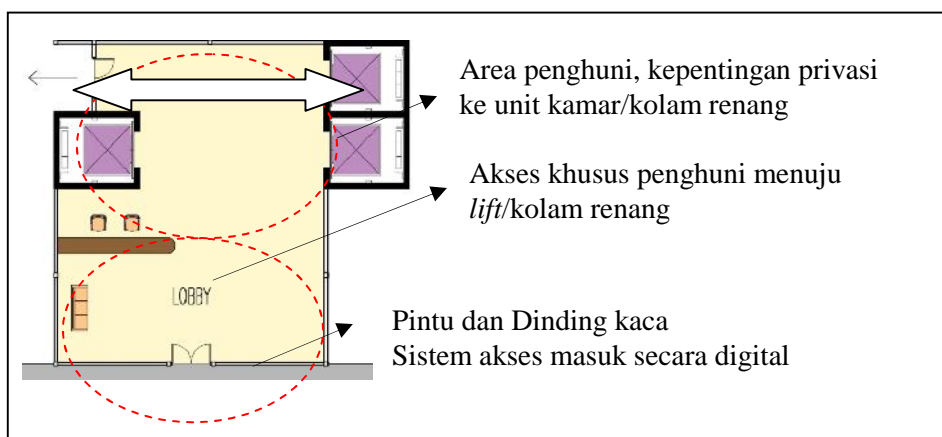 Area penghuni, kepentingan privasi
ke unit kamar/kolam renang
Akses khusus penghuni menuju
lift/kolam renang
LOBBY
Pintu dan Dinding kaca
Sistem akses masuk secara digital